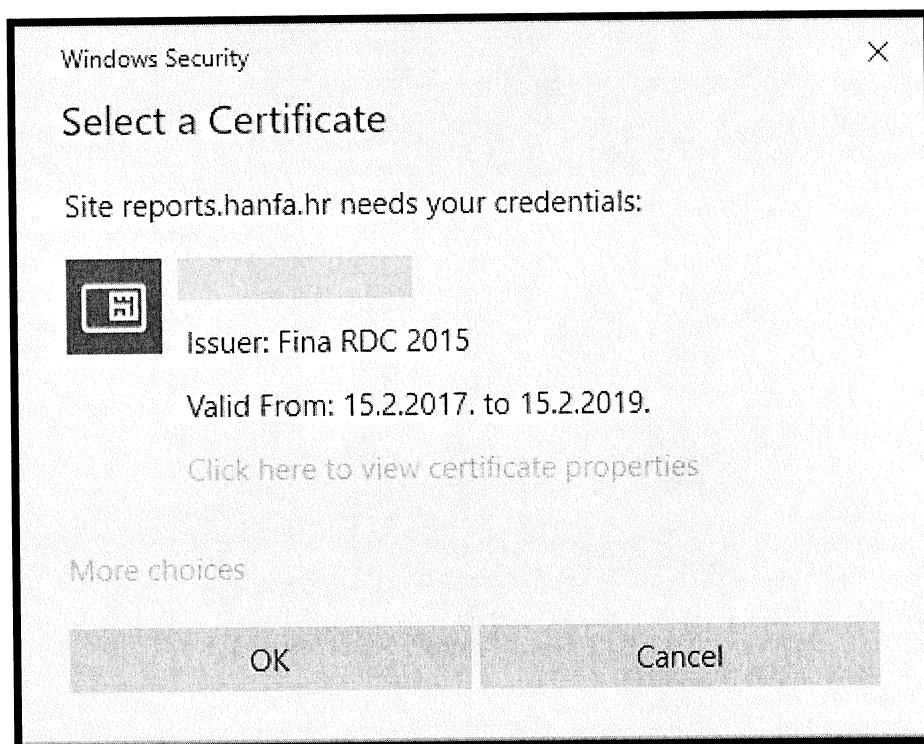 Windows Security
Select a Certificate
Site reports.hanfa.hr needs your credentials:
Issuer: Fina RDC 2015
Valid From: 15.2.2017. to 15.2.2019.
Click here to view certificate properties
More choices
OK
Cancel